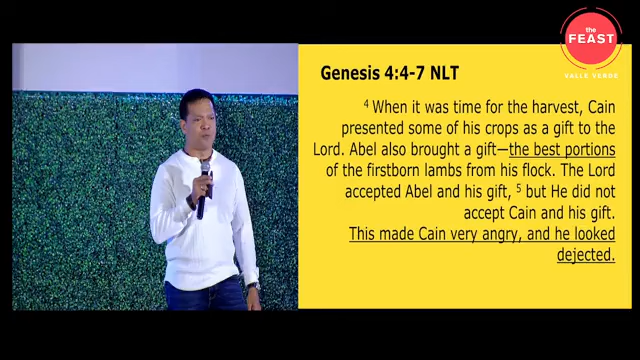 the
FEAST
VALLE VERDE
Genesis 4:4-7 NLT
4 When it was time for the harvest, Cain
presented some of his crops as a gift to the
Lord. Abel also brought a gift—the best portions
of the firstborn lambs from his flock. The Lord
accepted Abel and his gift, 5 but He did not
accept Cain and his gift.
This made Cain very angry, and he looked
dejected.